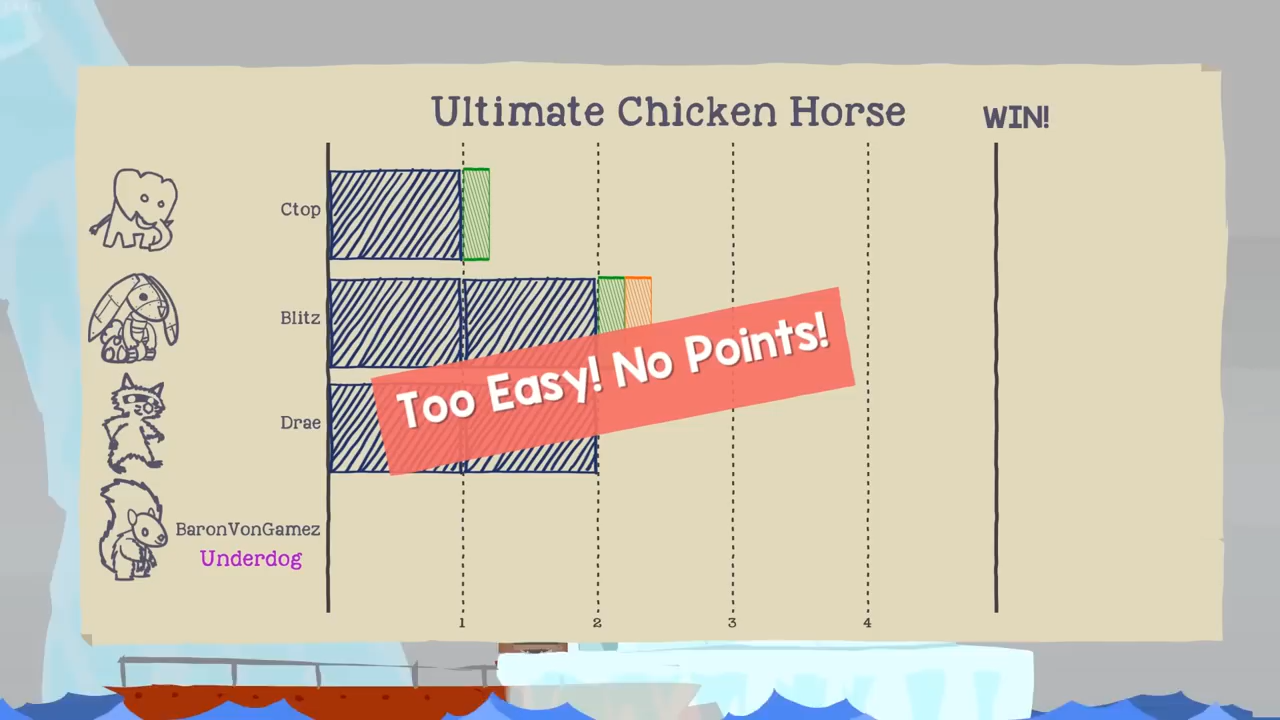 Ultimate Chicken Horse
WIN!
Ctop
Blitz
Too Easy! No Points!
Drae
BaronVonGamez
Underdog
1 2 3 4